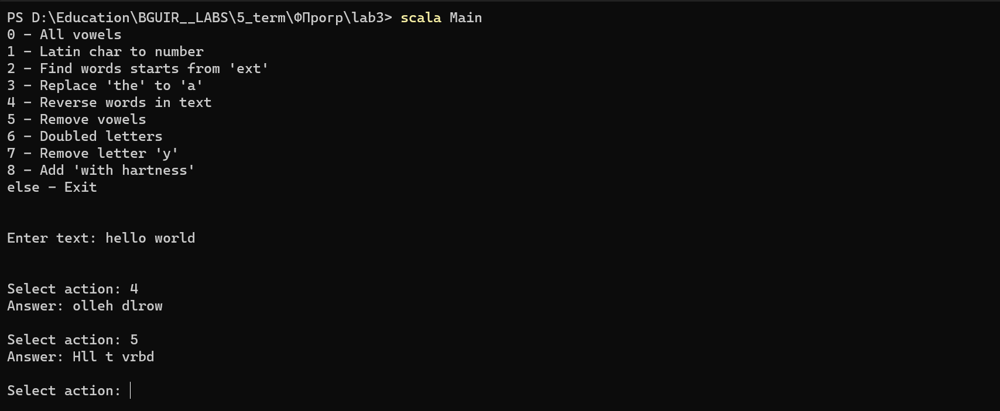 PS D:\Education\BGUIR__LABS\5_term\ФПрогр\lab3> scala Main
0 - All vowels
1 - Latin char to number
2 - Find words starts from 'ext'
3 - Replace 'the' to 'a'
4 - Reverse words in text
5 - Remove vowels
6 - Doubled letters
7 - Remove letter 'y'
8 - Add 'with hartness'
else - Exit
Enter text: hello world
Select action: 4
Answer: olleh dlrow
Select action: 5
Answer: Hll t vrbd
Select action: